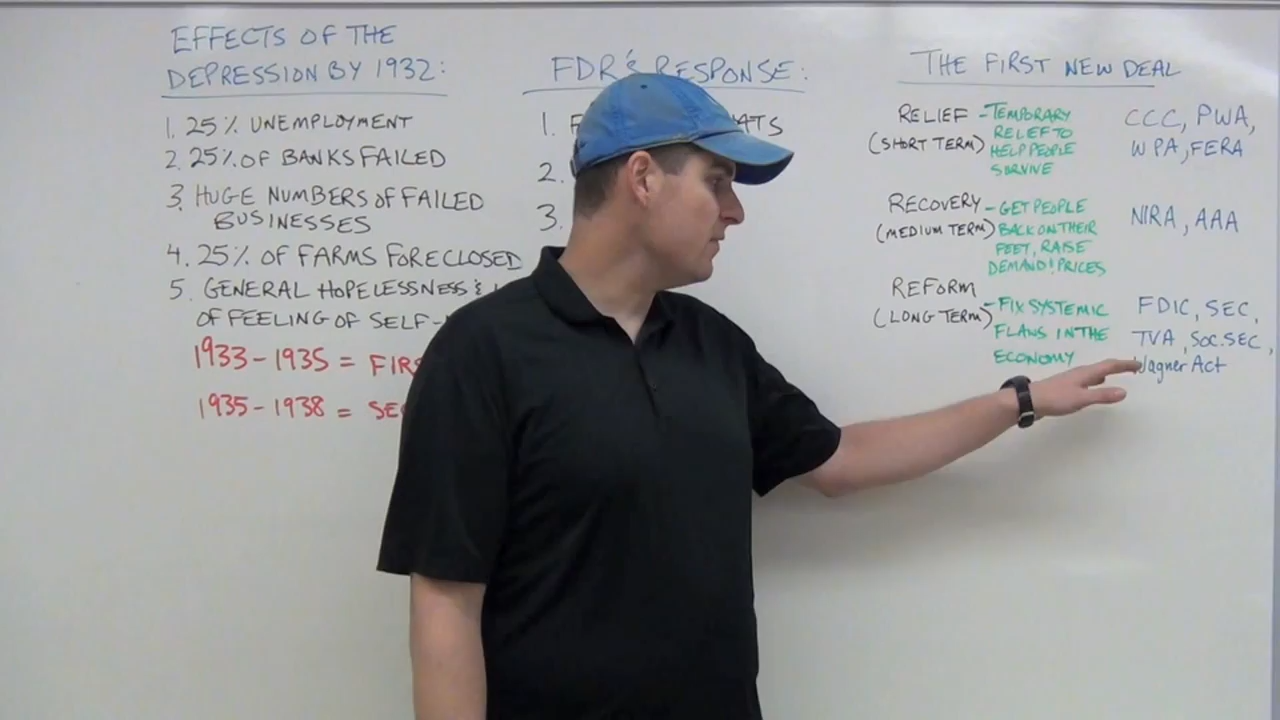 EFFECTS OF THE
DEPRESSION BY 1932:
1. 25% UNEMPLOYMENT
2. 25% OF BANKS FAILED
3. HUGE NUMBERS OF FAILED
BUSINESSES
4. 25% OF FARMS FORECLOSED
5. GENERAL HOPELESSNESS &
OF FEELING OF SELF-
1933-1935 =
1935-1938 =
FDR'S RESPONSE:
1.
2.
3.
THE FIRST NEW DEAL
RELIEF - TEMPORARY
(SHORT TERM) RELIEF TO
HELP PEOPLE
SURVIVE
CCC, PWA,
WPA, FERA
RECOVERY - GET PEOPLE
(MEDIUM TERM) BACK ON THEIR
FEET, RAISE
DEMAND & PRICES
NIRA, AAA
REFORM
(LONG TERM) - FIX SYSTEMIC
FLAWS IN THE
ECONOMY
FDIC, SEC,
TVA, SOC. SEC,
Wagner Act